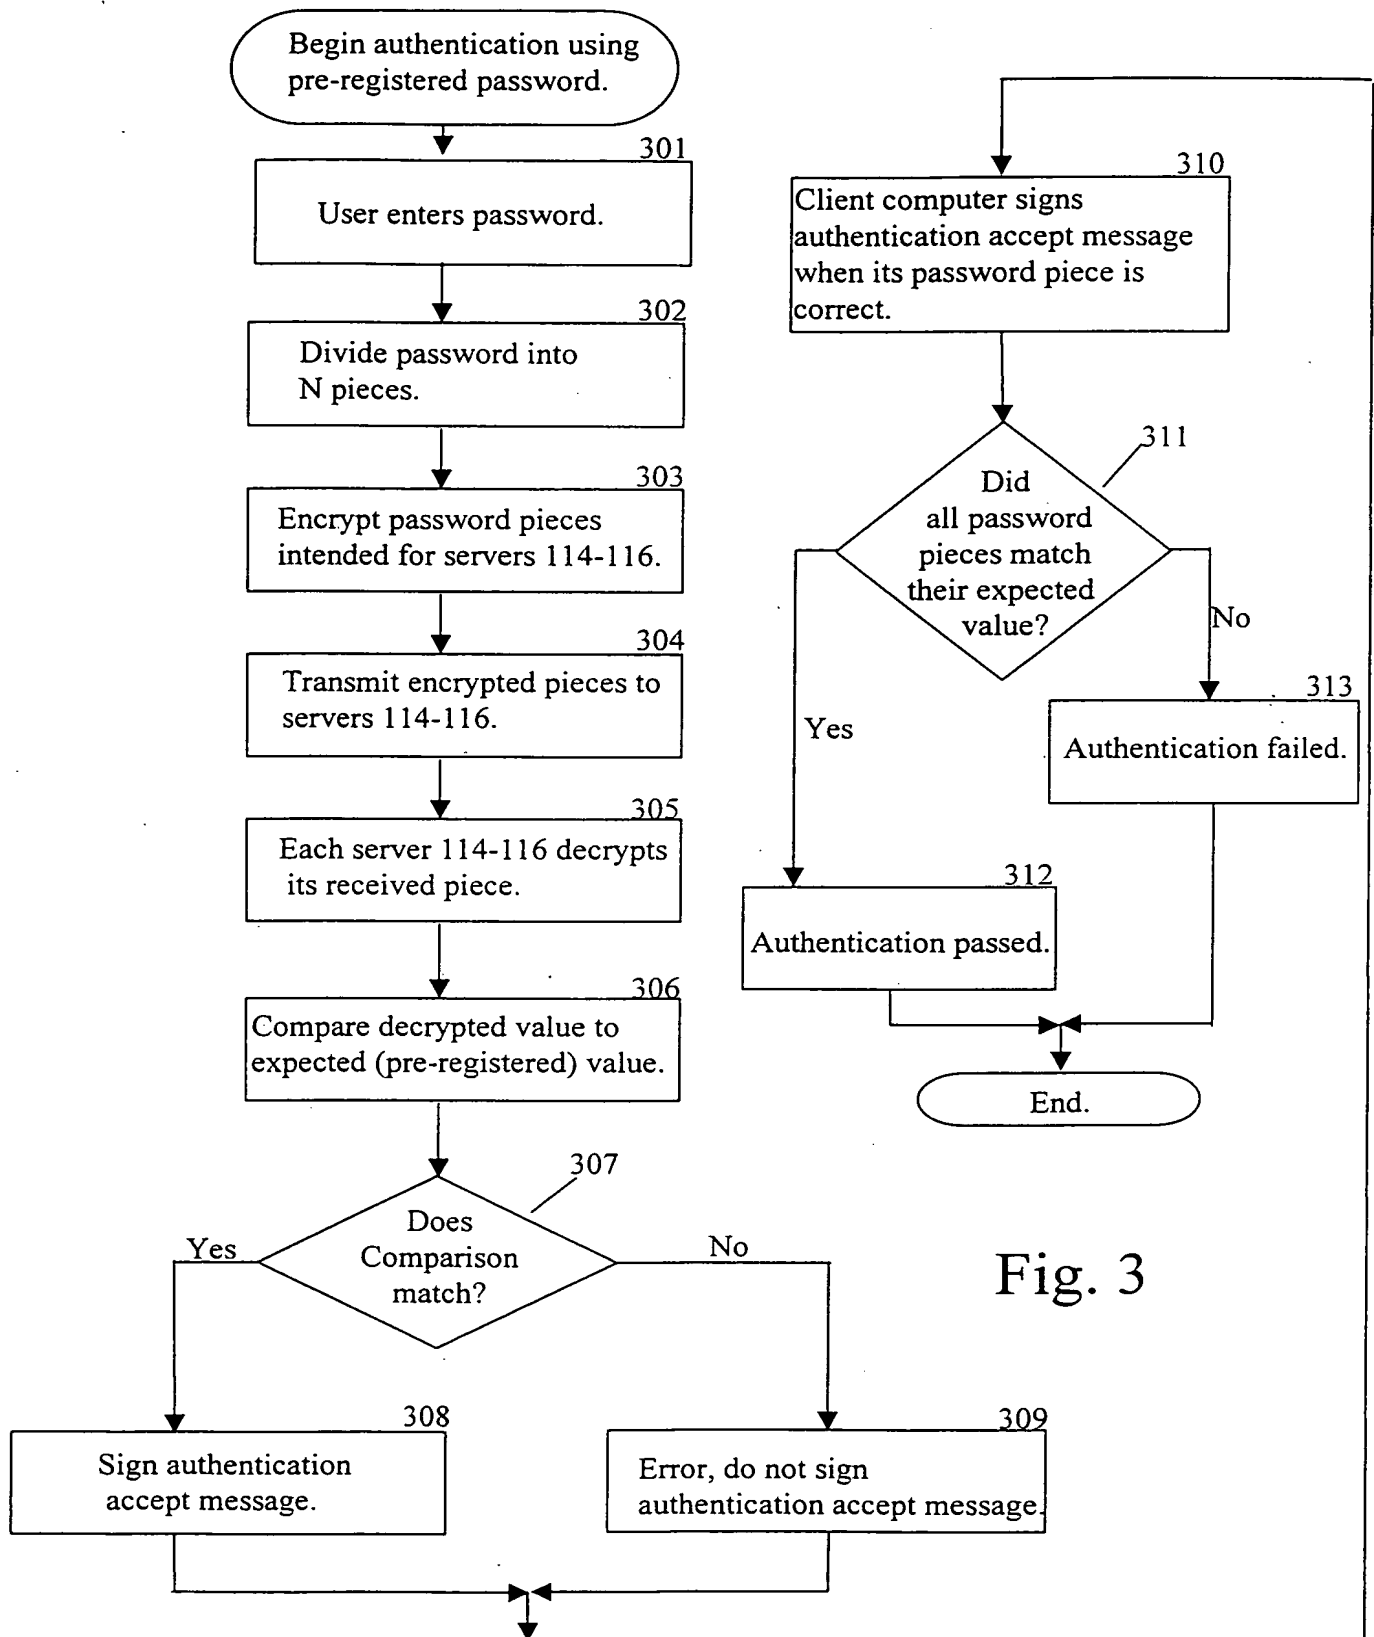 Begin authentication using
pre-registered password.
301
User enters password.
302
Divide password into
N pieces.
303
Encrypt password pieces
intended for servers 114-116.
304
Transmit encrypted pieces to
servers 114-116.
305
Each server 114-116 decrypts
its received piece.
306
Compare decrypted value to
expected (pre-registered) value.
307
Does
Comparison
match?
Yes
No
308
Sign authentication
accept message.
309
Error, do not sign
authentication accept message.
310
Client computer signs
authentication accept message
when its password piece is
correct.
311
Did
all password
pieces match
their expected
value?
Yes
No
313
Authentication failed.
312
Authentication passed.
End.
Fig. 3